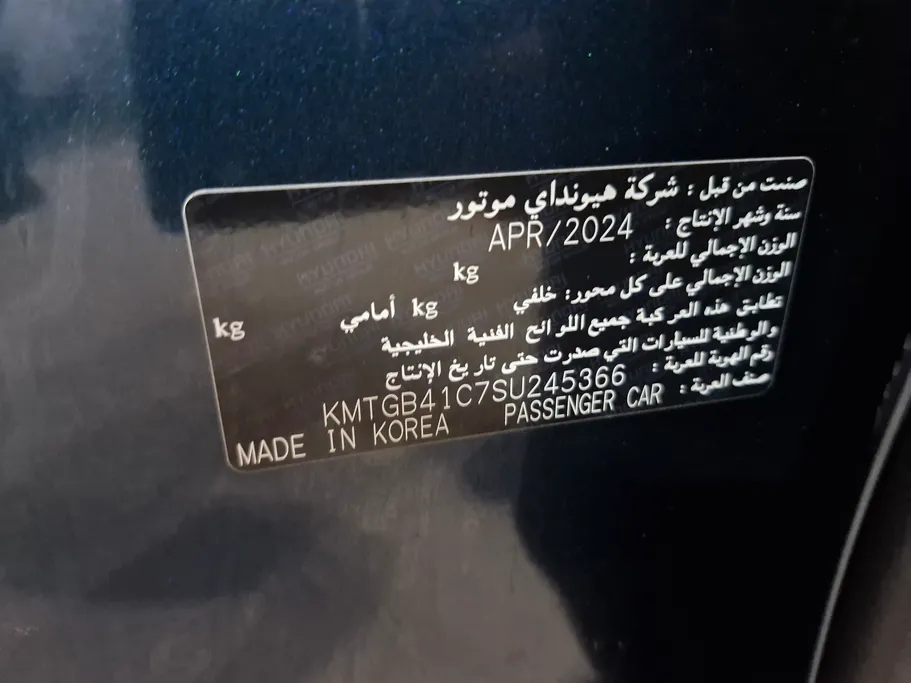 صنعت من قبل : شركة هيونداي موتور
سنة وشهر الإنتاج : APR/2024
الوزن الإجمالي للعربة : kg
الوزن الإجمالي على كل محور: خلفي kg أمامي kg
تطابق هذه المركبة جميع اللوائح الفنية الخليجية
والوطنية للسيارات التي صدرت حتى تاريخ الإنتاج
رقم الهوية للعربة : KMTGB41C7SU245366
صنف العربة : PASSENGER CAR
MADE IN KOREA